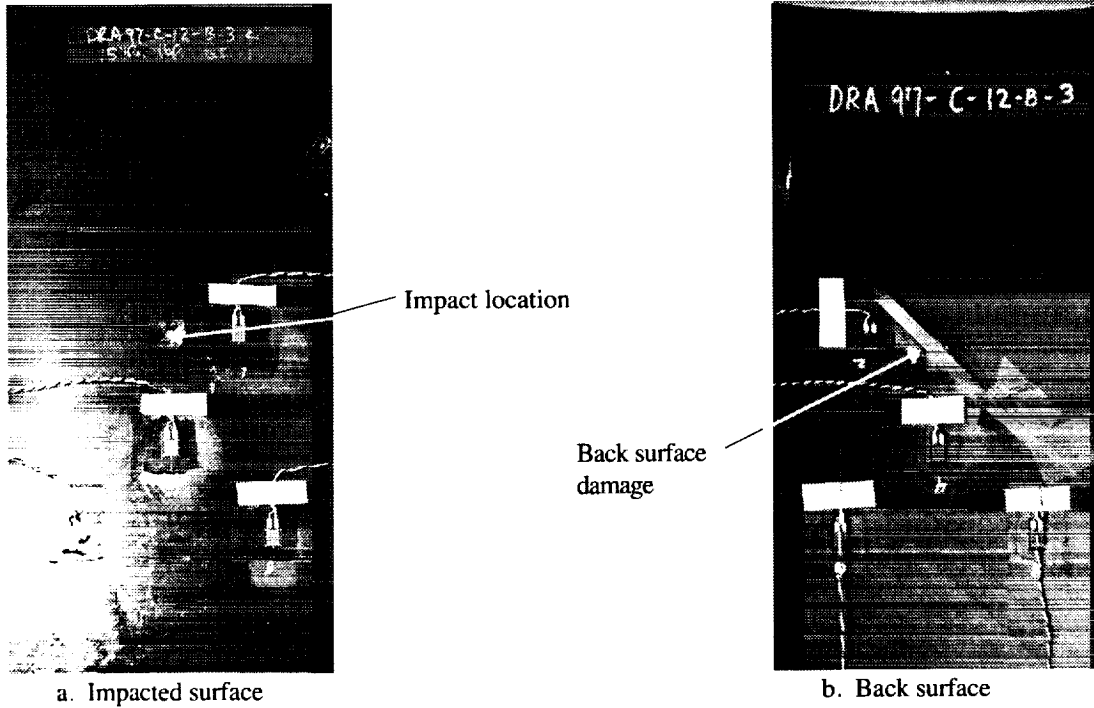 DRA 97-C-12-B-3
Impact location
a. Impacted surface
DRA 97-C-12-B-3
Back surface
damage
b. Back surface